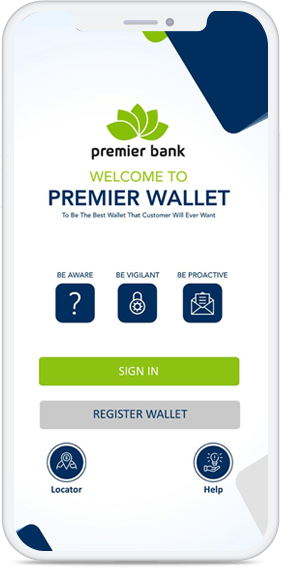 premier bank
WELCOME TO
PREMIER WALLET
To Be The Best Wallet That Customer Will Ever Want
BE AWARE BE VIGILANT BE PROACTIVE
?
SIGN IN
REGISTER WALLET
Locator Help